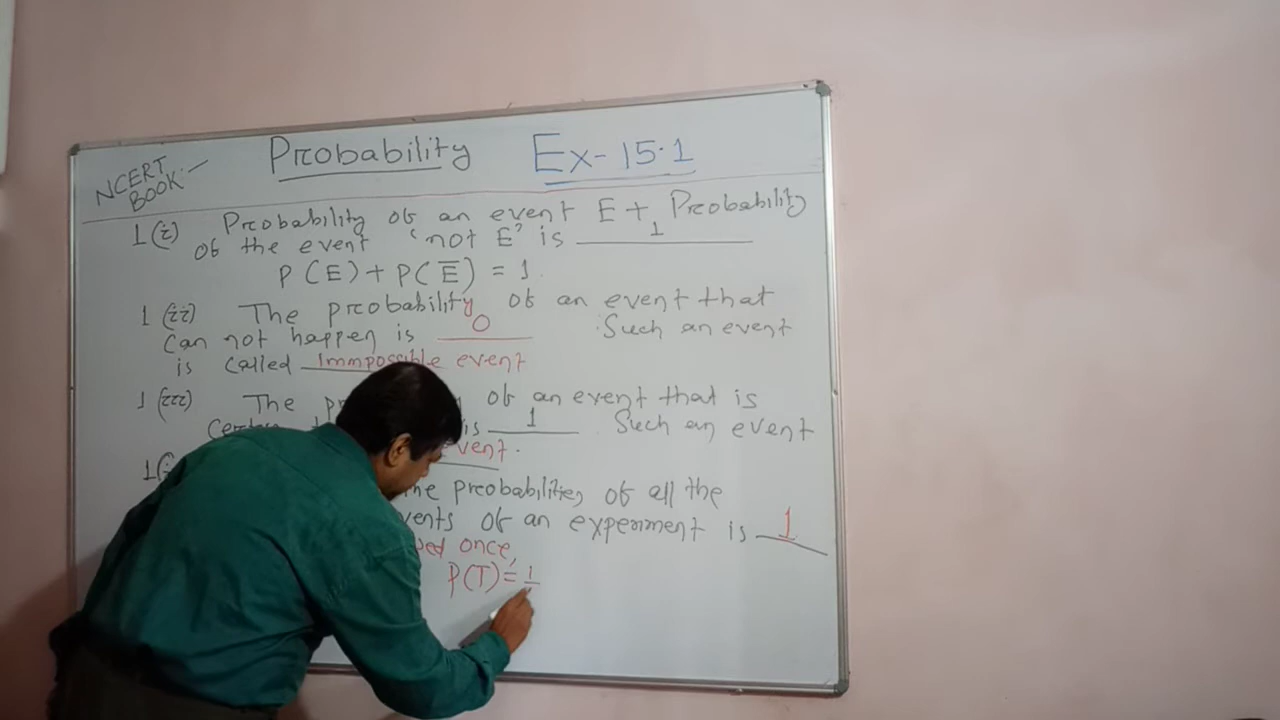 NCERT BOOK:-
Probability Ex-15.1
1(i) Probability of an event E + Probability
of the event 'not E' is 1
P(E) + P(E̅) = 1.
1(ii) The probability of an event that
can not happen is 0 Such an event
is called Immpossible event
1(iii) The of an event that is
is 1 Such an event
event.
probabilities of all the
of an experiment is 1
once,
P(T) = 1